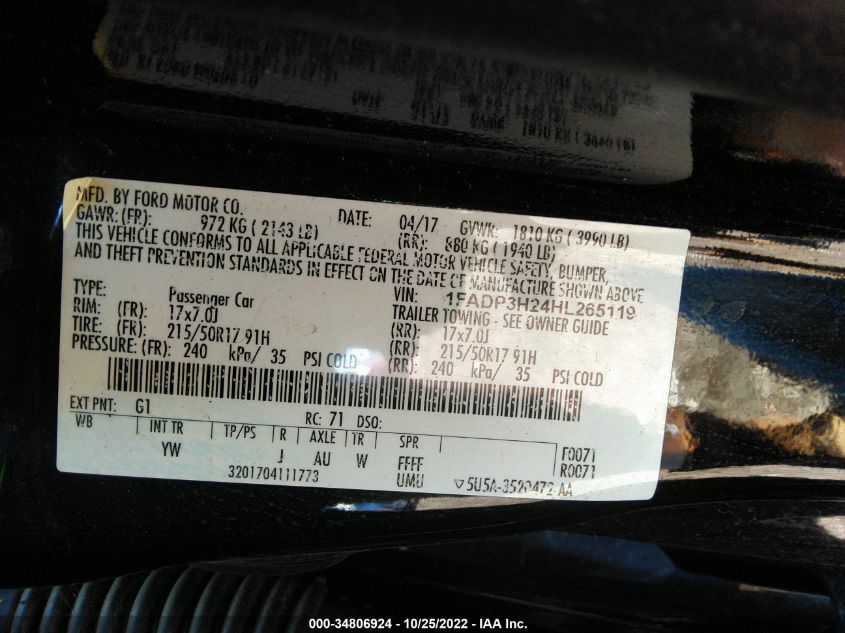 MFD. BY FORD MOTOR CO.
DATE: 04/17 GVWR: 1810 KG ( 3990 LB)
GAWR: (FR): 972 KG ( 2143 LB) (RR): 880 KG ( 1940 LB)
THIS VEHICLE CONFORMS TO ALL APPLICABLE FEDERAL MOTOR VEHICLE SAFETY, BUMPER,
AND THEFT PREVENTION STANDARDS IN EFFECT ON THE DATE OF MANUFACTURE SHOWN ABOVE
VIN: 1FADP3H24HL265119
TYPE: Passenger Car TRAILER TOWING - SEE OWNER GUIDE
RIM: (FR) 17x7.0J (RR): 17x7.0J
TIRE: (FR) 215/50R17 91H (RR): 215/50R17 91H
PRESSURE: (FR) 240 kPa/ 35 PSI COLD (RR) 240 kPa/ 35 PSI COLD
EXT PNT: G1 RC: 71 DSO:
WB INT TR TP/PS R AXLE TR SPR F0071
YW J AU W FFFF R0071
3201704111773 UMU 5U5A-3520472-AA
000-34806924 - 10/25/2022 - IAA Inc.